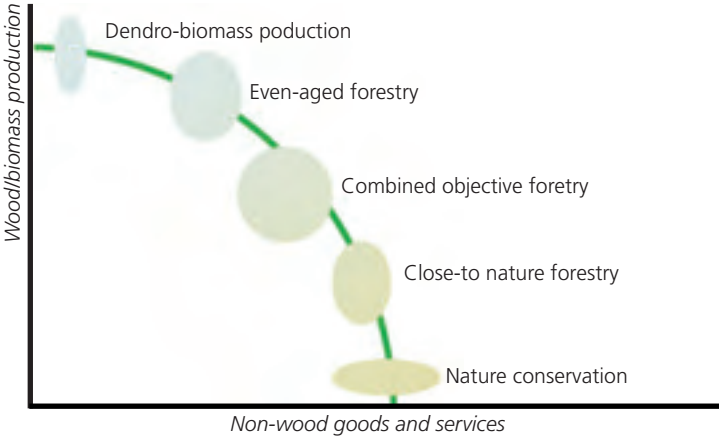 Wood/biomass production
Dendro-biomass poduction
Even-aged forestry
Combined objective foretry
Close-to nature forestry
Nature conservation
Non-wood goods and services